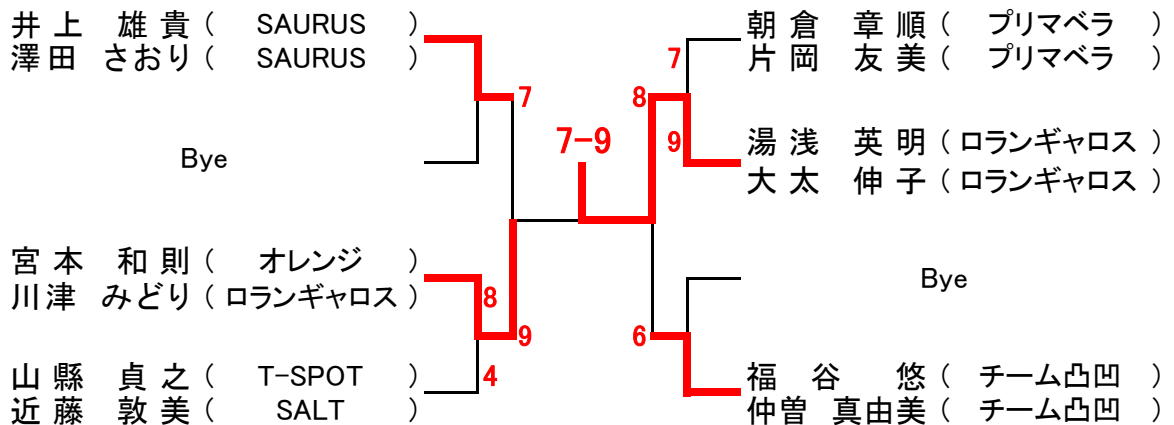 井上 雄貴 ( SAURUS )
澤田 さおり ( SAURUS )
7
Bye
宮本 和則 ( オレンジ )
川津 みどり ( ロランギャロス )
8
9
山縣 貞之 ( T-SPOT )
近藤 敦美 ( SALT )
4
7-9
朝倉 章順 ( プリマベラ )
片岡 友美 ( プリマベラ )
7
8
9
湯浅 英明 ( ロランギャロス )
大太 伸子 ( ロランギャロス )
Bye
6
福谷 悠 ( チーム凸凹 )
仲曽 真由美 ( チーム凸凹 )